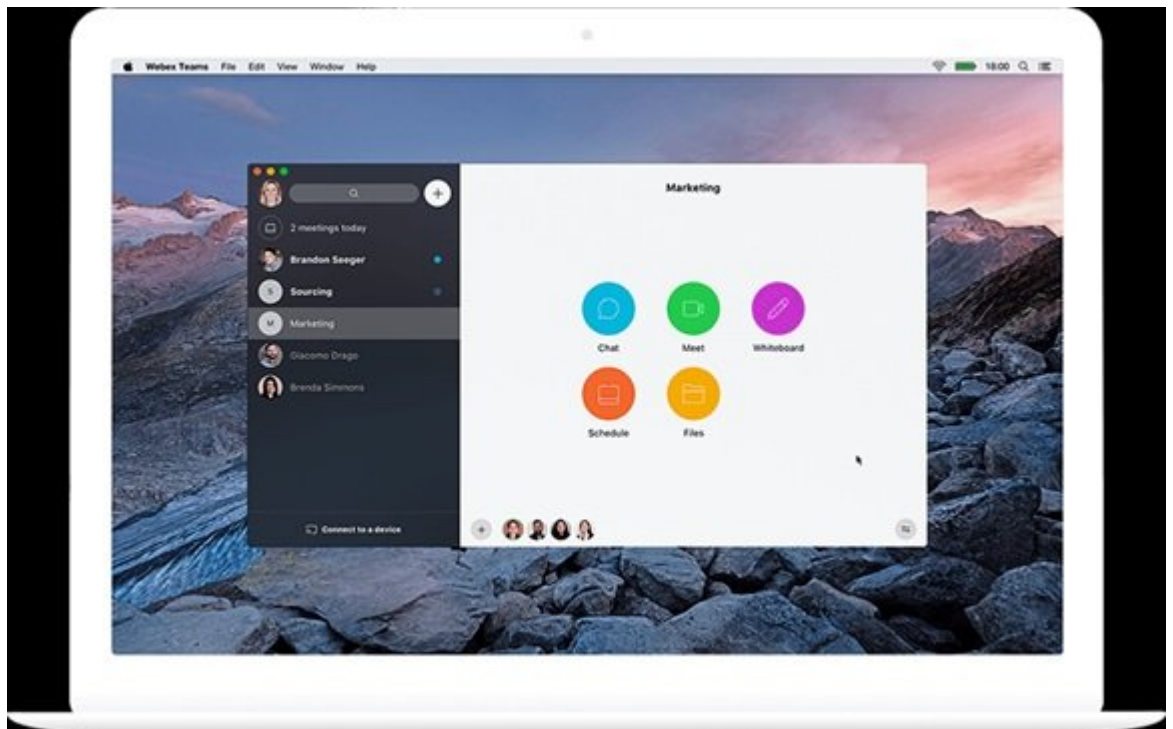 Webex Teams File Edit View Window Help 18:00
Marketing
2 meetings today
Brandon Seeger
S Sourcing
M Marketing
Giacomo Drago
Brenda Simmons
Chat Meet Whiteboard
Schedule Files
Connect to a device